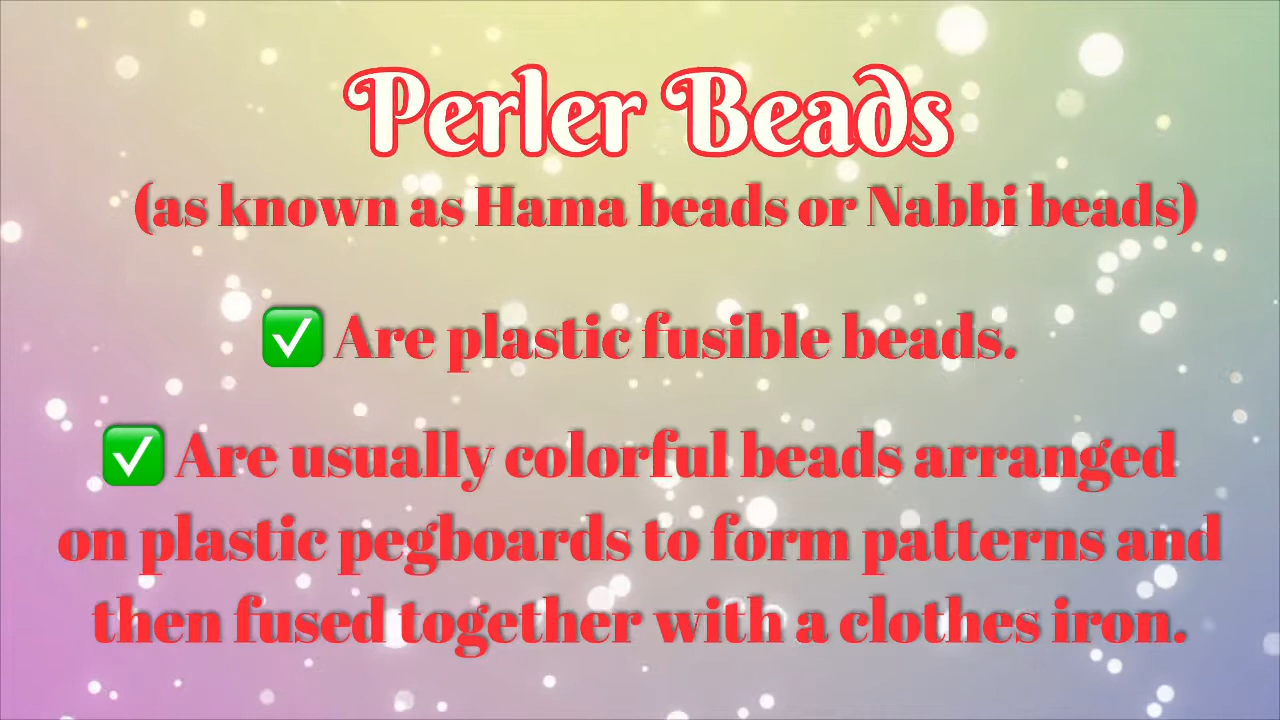 Perler Beads
(as known as Hama beads or Nabbi beads)
✅ Are plastic fusible beads.
✅ Are usually colorful beads arranged
on plastic pegboards to form patterns and
then fused together with a clothes iron.